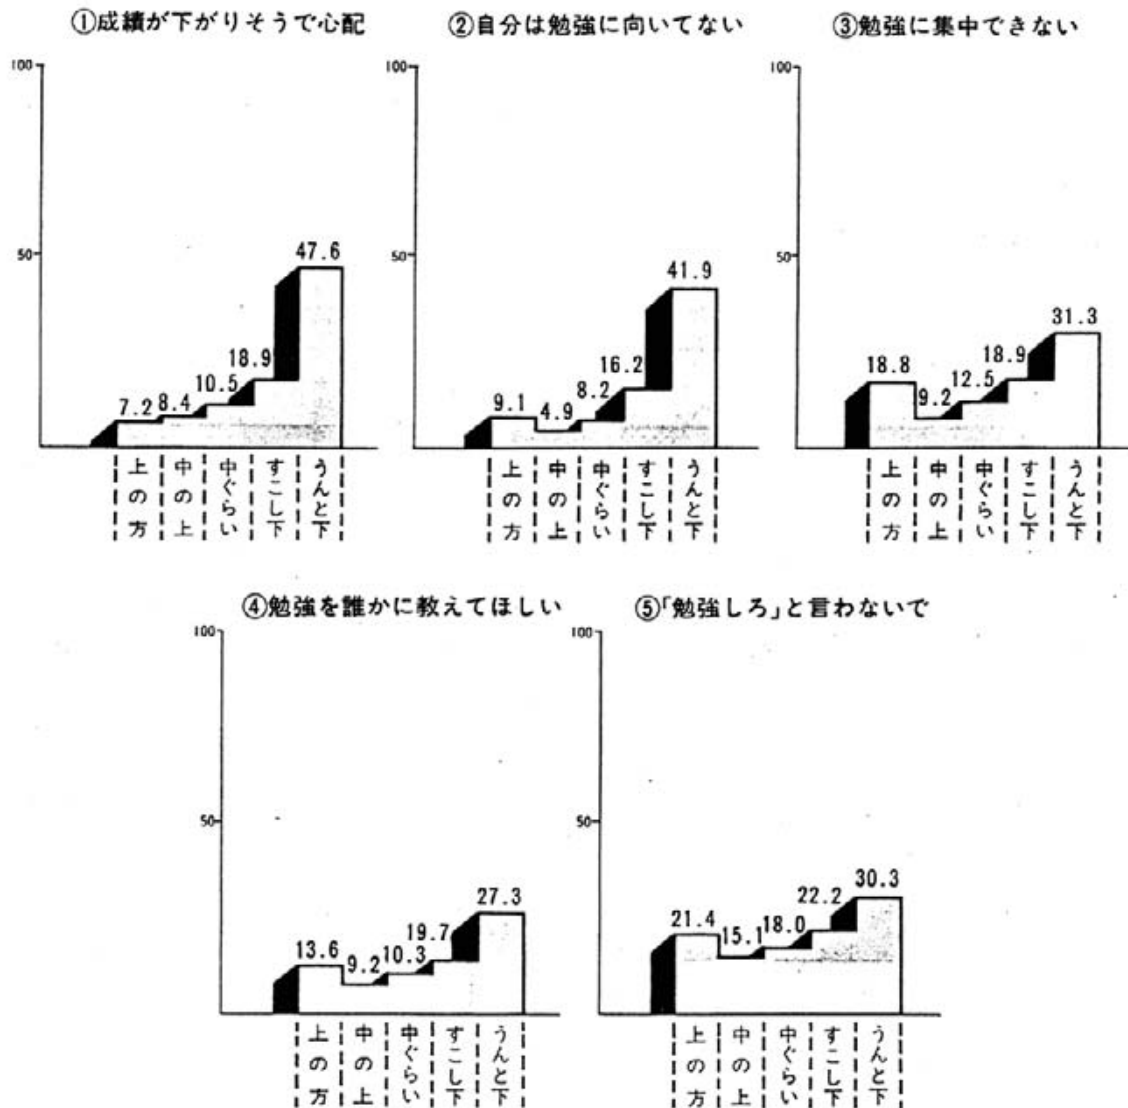 ①成績が下がりそうで心配
100
50
7.2
8.4
10.5
18.9
47.6
上の方
中の上
中ぐらい
すこし下
うんと下
②自分は勉強に向いてない
100
50
9.1
4.9
8.2
16.2
41.9
上の方
中の上
中ぐらい
すこし下
うんと下
③勉強に集中できない
100
50
18.8
9.2
12.5
18.9
31.3
上の方
中の上
中ぐらい
すこし下
うんと下
④勉強を誰かに教えてほしい
100
50
13.6
9.2
10.3
19.7
27.3
上の方
中の上
中ぐらい
すこし下
うんと下
⑤「勉強しろ」と言わないで
100
50
21.4
15.1
18.0
22.2
30.3
上の方
中の上
中ぐらい
すこし下
うんと下